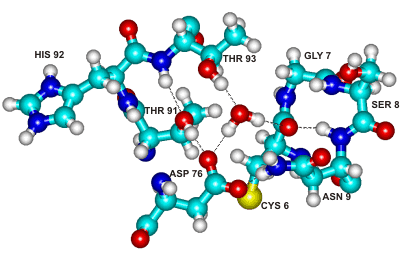 HIS 92
THR 93
GLY 7
SER 8
THR 91
ASP 76
CYS 6
ASN 9